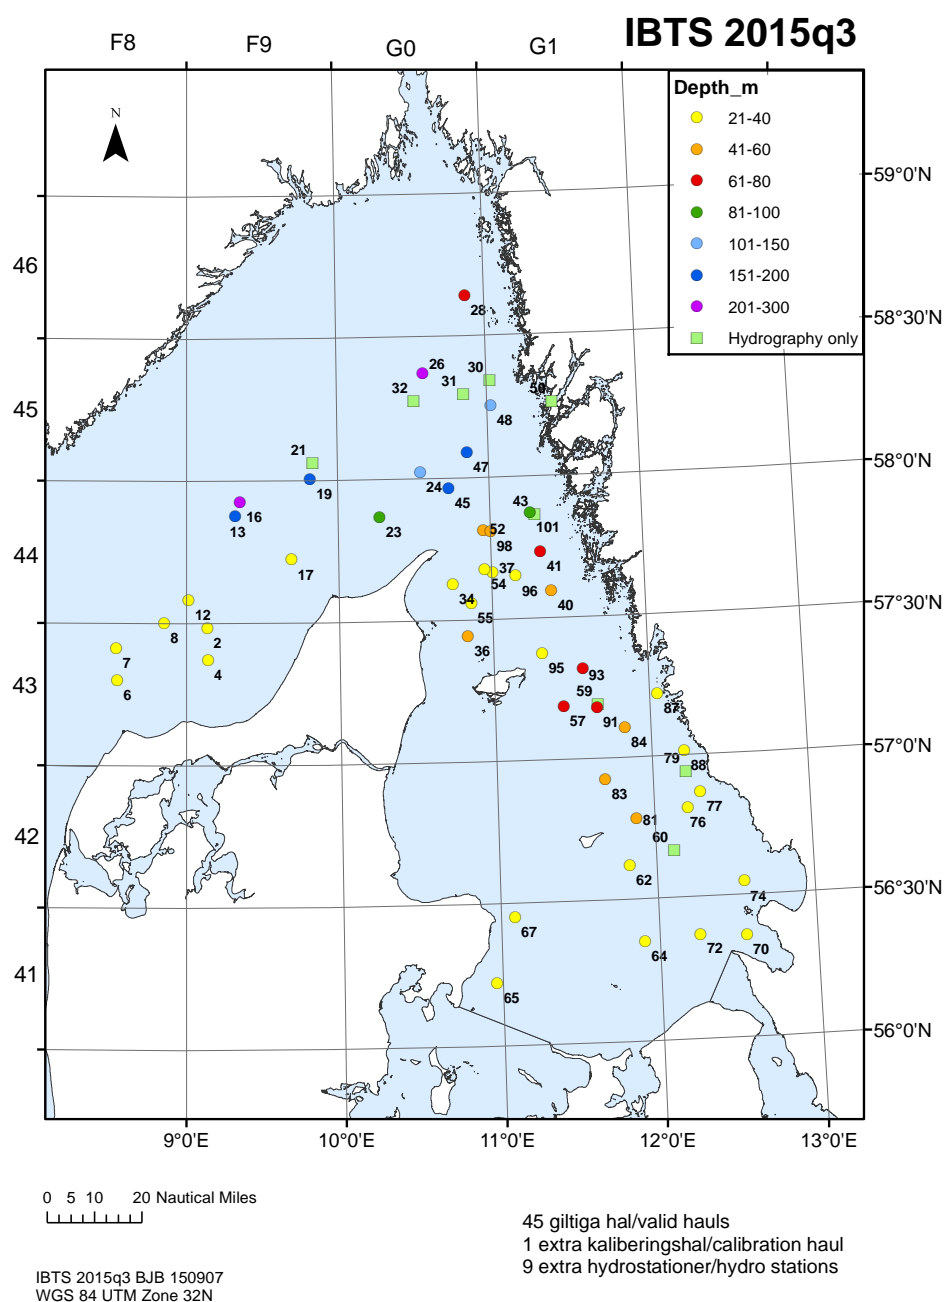 IBTS 2015q3
F8
F9
G0
G1
Depth_m
21-40
41-60
61-80
81-100
101-150
151-200
201-300
Hydrography only
N
59°0'N
46
58°30'N
28
26
30
31
32
50
45
48
58°0'N
21
47
19
24
45
16
43
13
23
52
101
98
44
41
17
37
54
96
40
57°30'N
12
34
55
8
2
36
7
95
4
93
43
6
59
87
57
91
84
57°0'N
79
88
83
77
76
81
60
42
62
56°30'N
74
67
72
70
64
41
65
56°0'N
9°0'E
10°0'E
11°0'E
12°0'E
13°0'E
0 5 10 20 Nautical Miles
45 giltiga hal/valid hauls
1 extra kaliberingshal/calibration haul
9 extra hydrostationer/hydro stations
IBTS 2015q3 BJB 150907
WGS 84 UTM Zone 32N